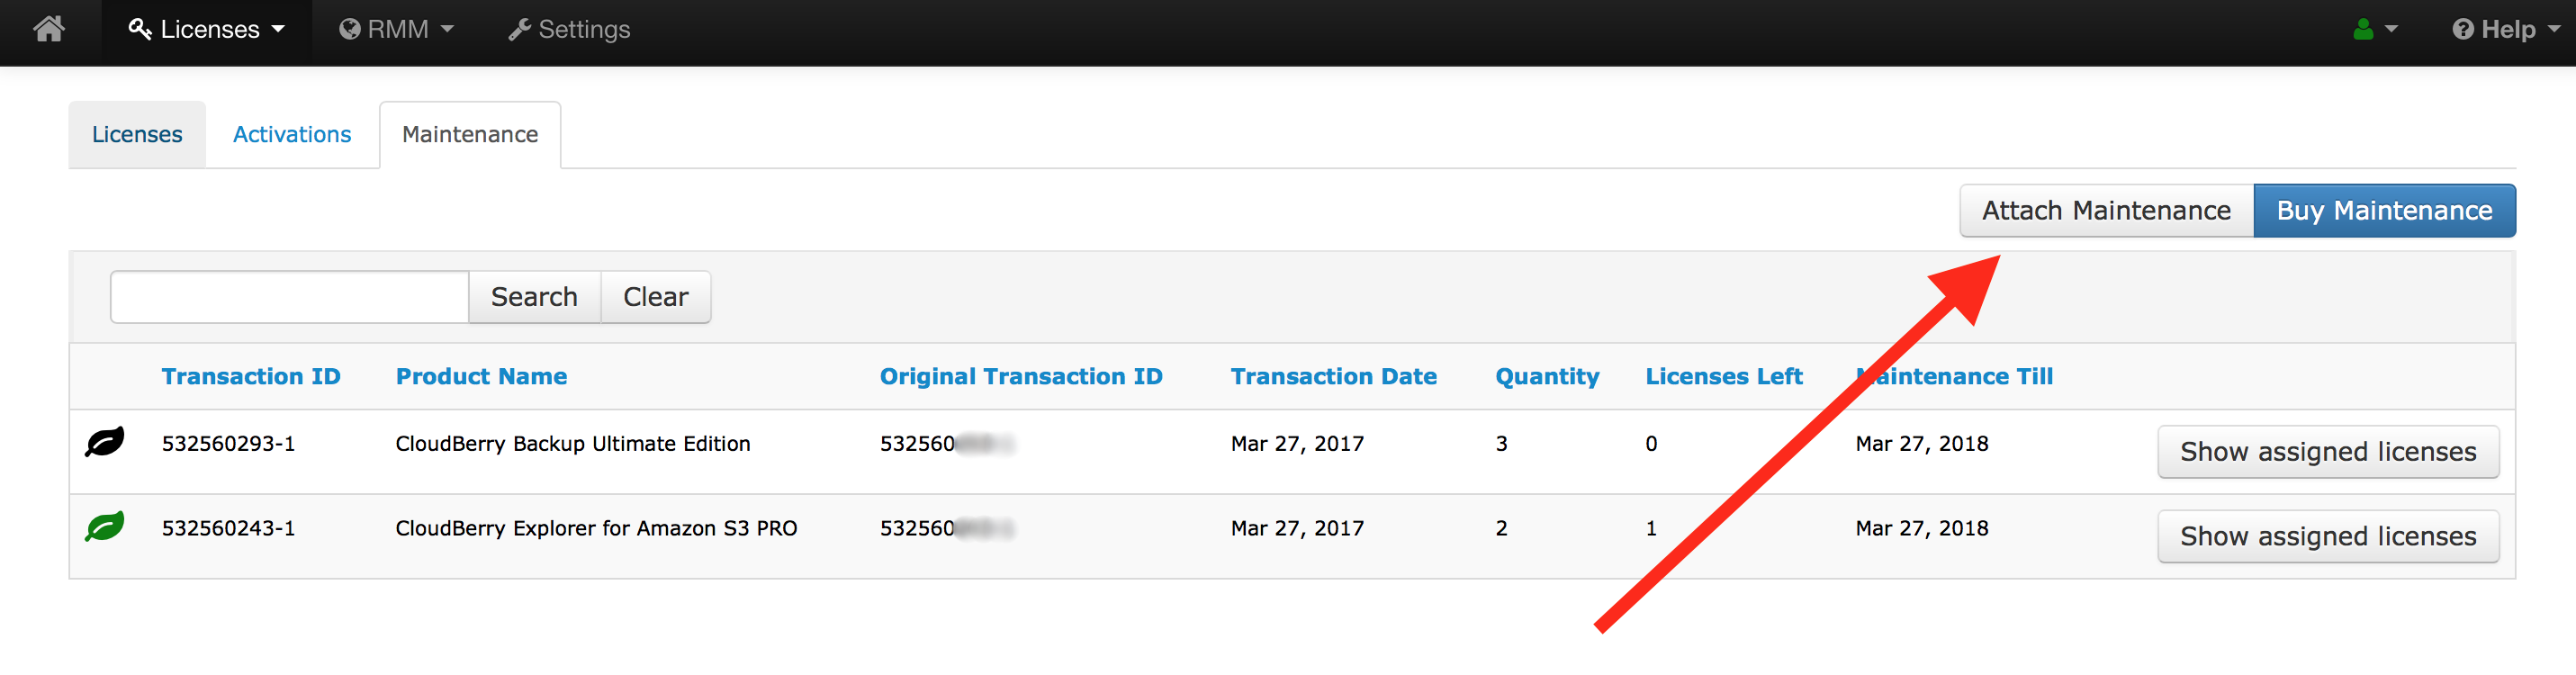 Licenses RMM Settings Help
Licenses Activations Maintenance
Attach Maintenance Buy Maintenance
Search Clear
Transaction ID Product Name Original Transaction ID Transaction Date Quantity Licenses Left Maintenance Till
532560293-1 CloudBerry Backup Ultimate Edition 532560 Mar 27, 2017 3 0 Mar 27, 2018 Show assigned licenses
532560243-1 CloudBerry Explorer for Amazon S3 PRO 532560 Mar 27, 2017 2 1 Mar 27, 2018 Show assigned licenses